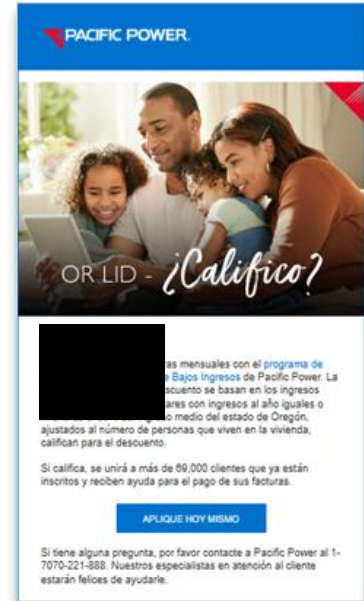 PACIFIC POWER.
OR LID - ¿Califico?
as mensuales con el programa de
e Bajos Ingresos de Pacific Power. La
scuento se basan en los ingresos
ares con ingresos al año iguales o
o medio del estado de Oregón,
ajustados al número de personas que viven en la vivienda,
califican para el descuento.
Si califica, se unirá a más de 69,000 clientes que ya están
inscritos y reciben ayuda para el pago de sus facturas.
APLIQUE HOY MISMO
Si tiene alguna pregunta, por favor contacte a Pacific Power al 1-
7070-221-888. Nuestros especialistas en atención al cliente
estarán felices de ayudarle.